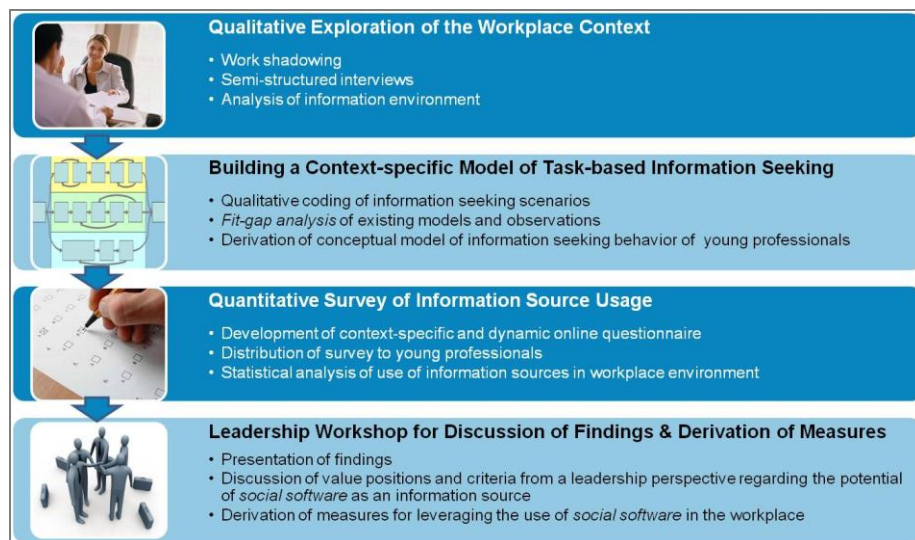 Qualitative Exploration of the Workplace Context
• Work shadowing
• Semi-structured interviews
• Analysis of information environment
Building a Context-specific Model of Task-based Information Seeking
• Qualitative coding of information seeking scenarios
• Fit-gap analysis of existing models and observations
• Derivation of conceptual model of information seeking behavior of young professionals
Quantitative Survey of Information Source Usage
• Development of context-specific and dynamic online questionnaire
• Distribution of survey to young professionals
• Statistical analysis of use of information sources in workplace environment
Leadership Workshop for Discussion of Findings & Derivation of Measures
• Presentation of findings
• Discussion of value positions and criteria from a leadership perspective regarding the potential
of social software as an information source
• Derivation of measures for leveraging the use of social software in the workplace